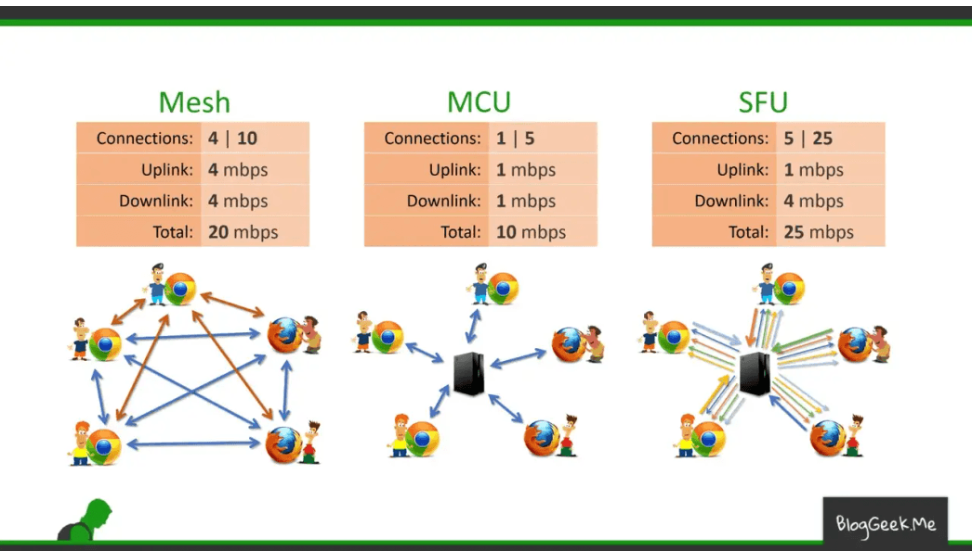 Mesh
Connections: 4 | 10
Uplink: 4 mbps
Downlink: 4 mbps
Total: 20 mbps
MCU
Connections: 1 | 5
Uplink: 1 mbps
Downlink: 1 mbps
Total: 10 mbps
SFU
Connections: 5 | 25
Uplink: 1 mbps
Downlink: 4 mbps
Total: 25 mbps
BlogGeek.Me